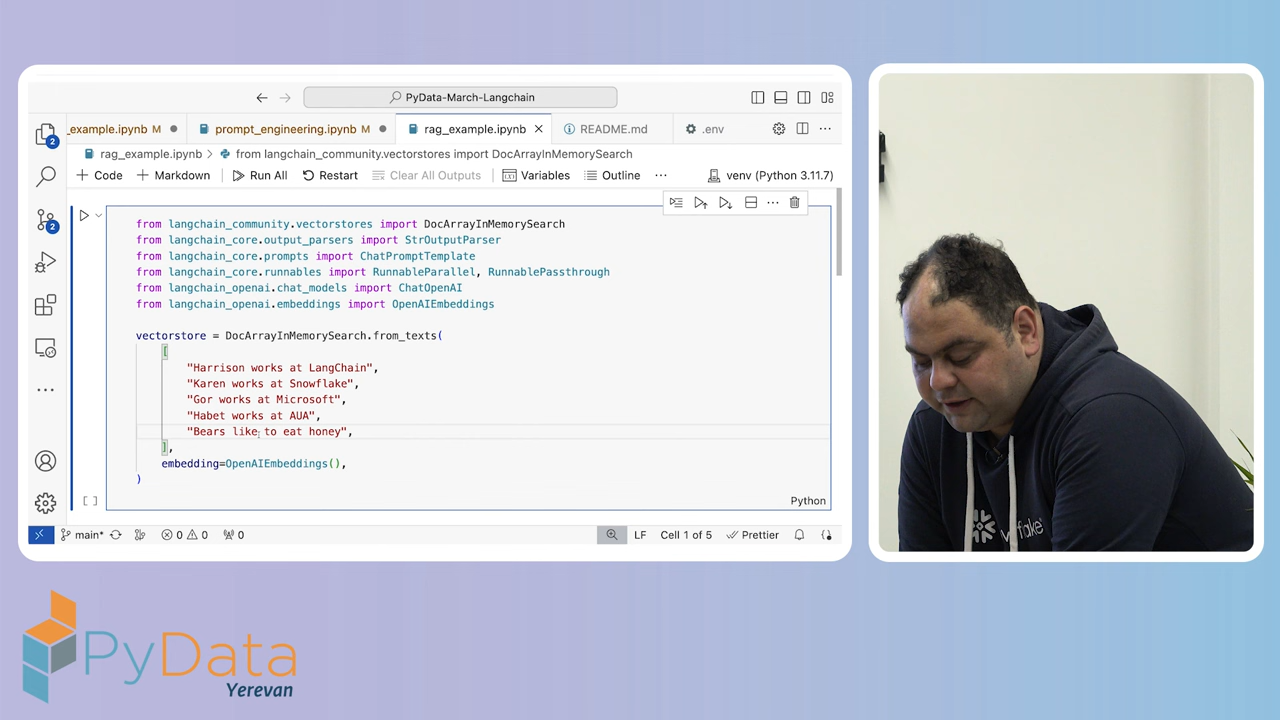 PyData-March-Langchain
_example.ipynb M
prompt_engineering.ipynb M
rag_example.ipynb
README.md
.env
rag_example.ipynb > from langchain_community.vectorstores import DocArrayInMemorySearch
+ Code + Markdown Run All Restart Clear All Outputs Variables Outline ... venv (Python 3.11.7)
from langchain_community.vectorstores import DocArrayInMemorySearch
from langchain_core.output_parsers import StrOutputParser
from langchain_core.prompts import ChatPromptTemplate
from langchain_core.runnables import RunnableParallel, RunnablePassthrough
from langchain_openai.chat_models import ChatOpenAI
from langchain_openai.embeddings import OpenAIEmbeddings
vectorstore = DocArrayInMemorySearch.from_texts(
[
"Harrison works at LangChain",
"Karen works at Snowflake",
"Gor works at Microsoft",
"Habet works at AUA",
"Bears like to eat honey",
],
embedding=OpenAIEmbeddings(),
)
[ ] Python
main* 0 0 0 LF Cell 1 of 5 Prettier
2
2
PyData
Yerevan